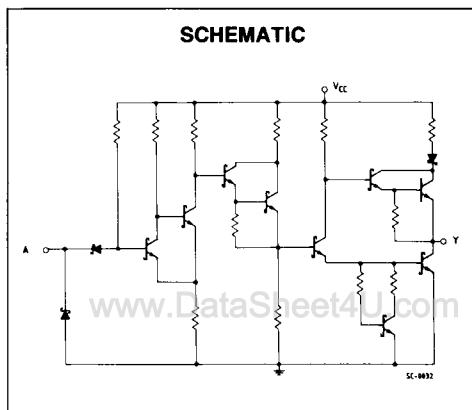 SCHEMATIC
VCC
A
Y
www.DataSheet4U.com
SC-0032